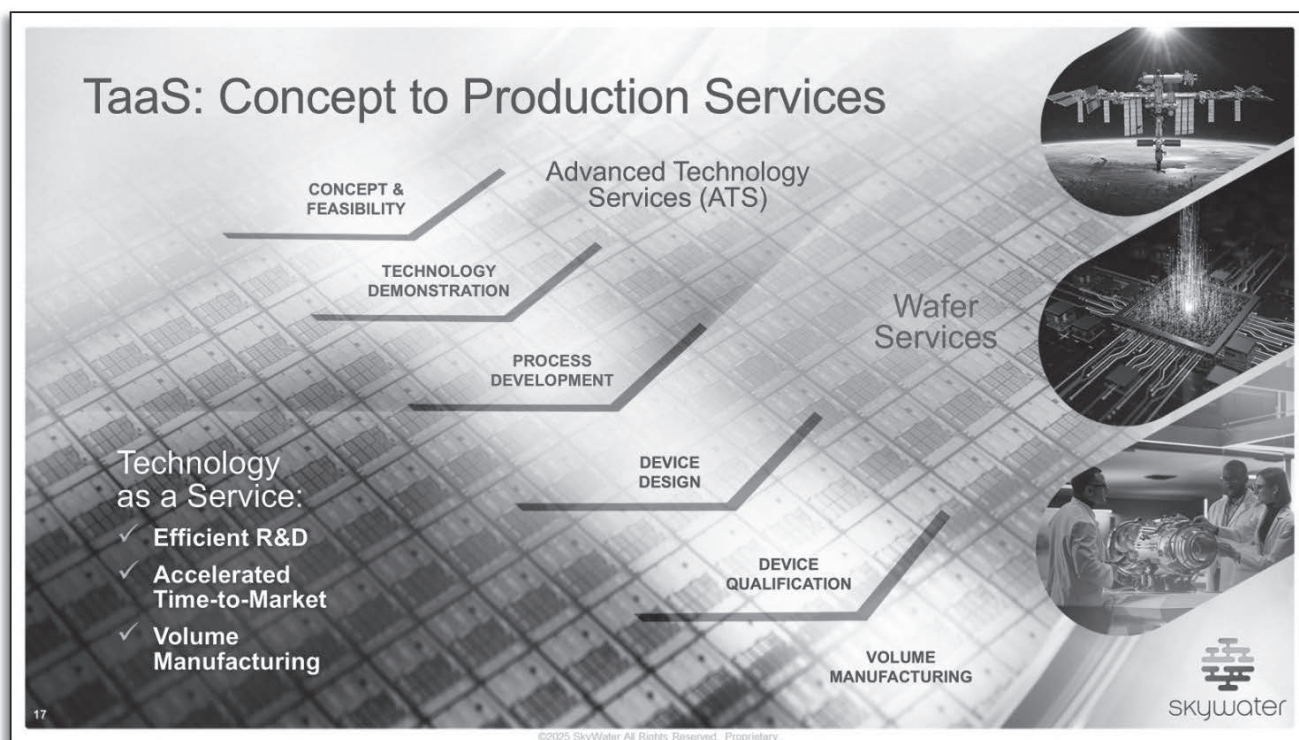 TaaS: Concept to Production Services
CONCEPT &
FEASIBILITY
Advanced Technology
Services (ATS)
TECHNOLOGY
DEMONSTRATION
Wafer
Services
PROCESS
DEVELOPMENT
Technology
as a Service:
✓ Efficient R&D
✓ Accelerated
Time-to-Market
✓ Volume
Manufacturing
DEVICE
DESIGN
DEVICE
QUALIFICATION
VOLUME
MANUFACTURING
skywater
17
©2025 SkyWater All Rights Reserved. Proprietary